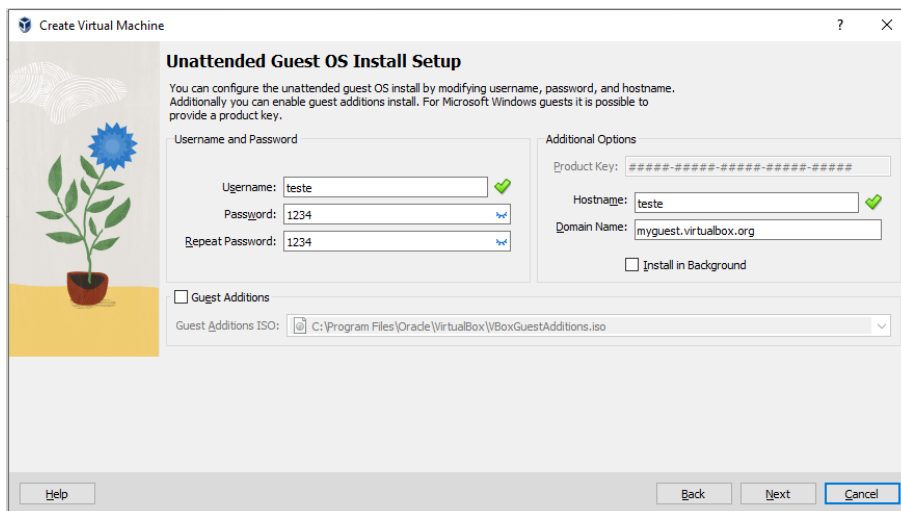 Create Virtual Machine
?
Unattended Guest OS Install Setup
You can configure the unattended guest OS install by modifying username, password, and hostname.
Additionally you can enable guest additions install. For Microsoft Windows guests it is possible to
provide a product key.
Username and Password
Username: teste
Password: 1234
Repeat Password: 1234
Additional Options
Product Key: #####-#####-#####-#####-#####
Hostname: teste
Domain Name: myguest.virtualbox.org
Install in Background
Guest Additions
Guest Additions ISO: C:\Program Files\Oracle\VirtualBox\VBoxGuestAdditions.iso
Help
Back
Next
Cancel